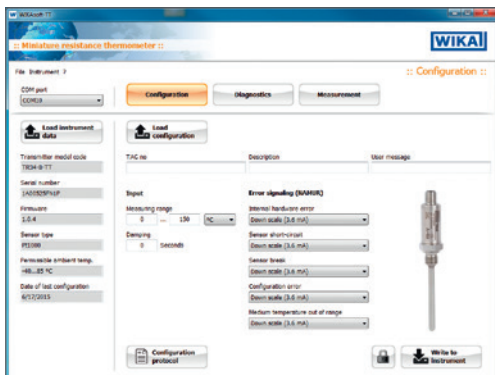 WIKAsoft-TT
:: Miniature resistance thermometer ::
WIKA
File Instrument ?
:: Configuration ::
COM port
COM19
Configuration
Diagnostics
Measurement
Load instrument data
Load configuration
Transmitter model code
TAG no
Description
User message
Serial number
Input
Error signaling (NAMUR)
Firmware
1.0.4
Measuring range
0 ... 150 °C
Internal hardware error
Down scale (3.6 mA)
Sensor type
Pt1000
Damping
0 Seconds
Sensor short-circuit
Down scale (3.6 mA)
Permissible ambient temp.
-40...85 °C
Sensor break
Down scale (3.6 mA)
Date of last configuration
6/17/2015
Configuration error
Down scale (3.6 mA)
Medium temperature out of range
Down scale (3.6 mA)
Configuration protocol
Write to instrument